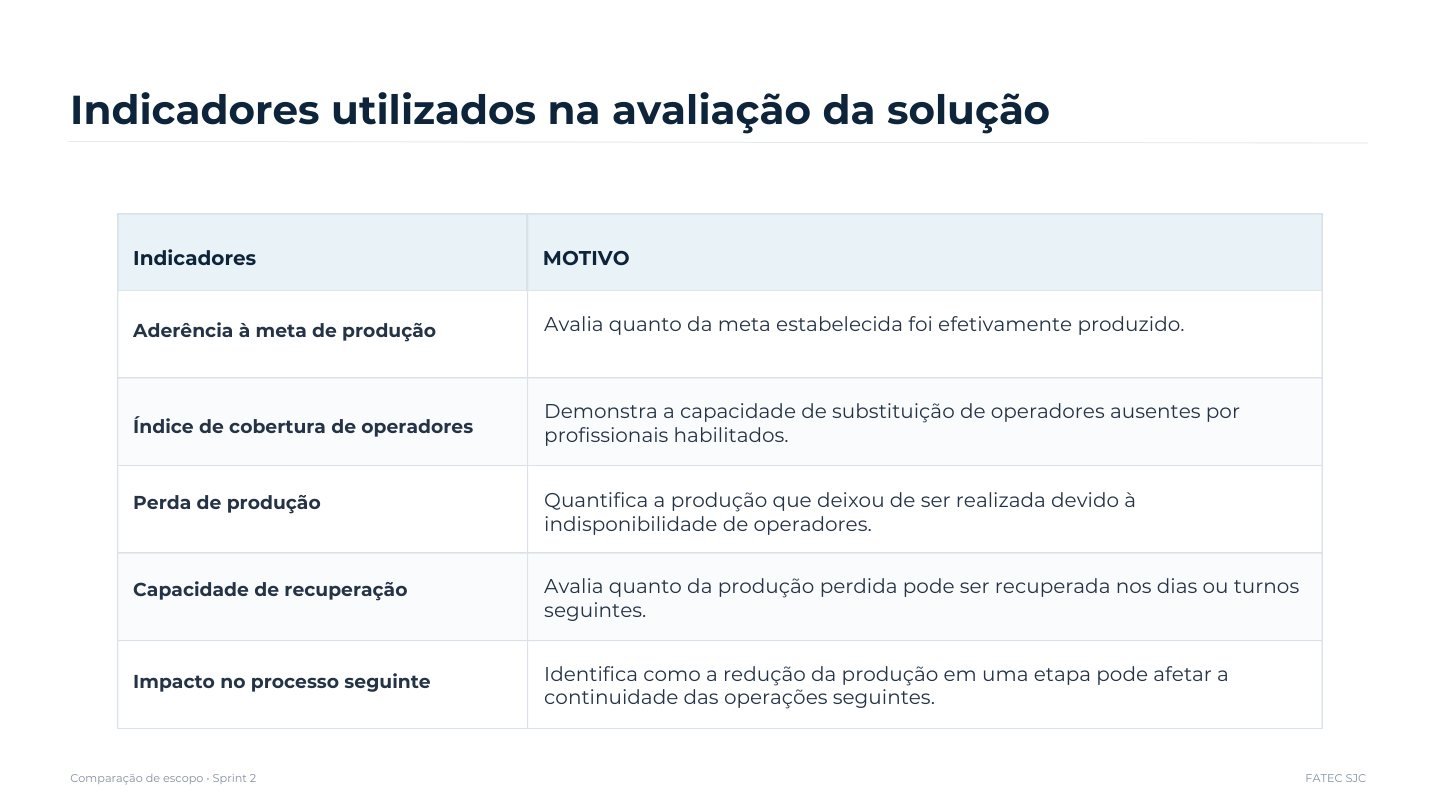 Indicadores utilizados na avaliação da solução
Indicadores
MOTIVO
Aderência à meta de produção
Avalia quanto da meta estabelecida foi efetivamente produzido.
Índice de cobertura de operadores
Demonstra a capacidade de substituição de operadores ausentes por
profissionais habilitados.
Perda de produção
Quantifica a produção que deixou de ser realizada devido à
indisponibilidade de operadores.
Capacidade de recuperação
Avalia quanto da produção perdida pode ser recuperada nos dias ou turnos
seguintes.
Impacto no processo seguinte
Identifica como a redução da produção em uma etapa pode afetar a
continuidade das operações seguintes.
Comparação de escopo • Sprint 2
FATEC SJC